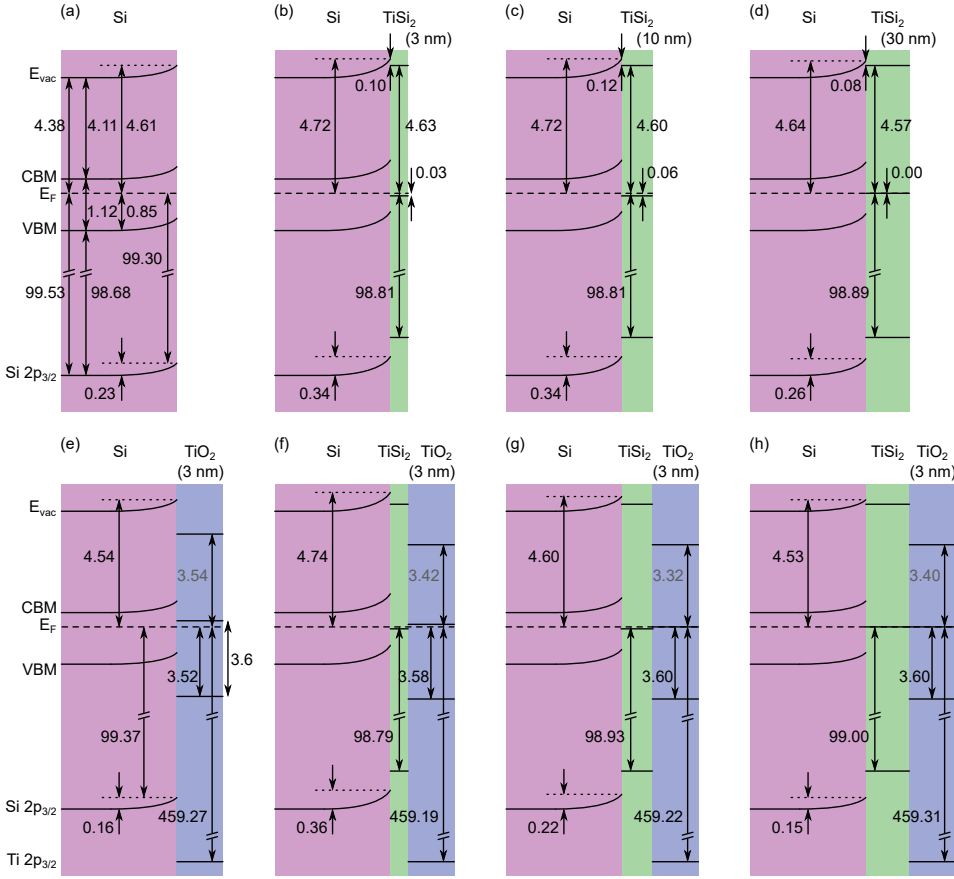 (a)
Si
E_vac
4.38
4.11
4.61
CBM
E_F
1.12
0.85
VBM
99.30
99.53
98.68
Si 2p_3/2
0.23
(b)
Si
TiSi₂
(3 nm)
0.10
4.72
4.63
0.03
98.81
0.34
(c)
Si
TiSi₂
(10 nm)
0.12
4.72
4.60
0.06
98.81
0.34
(d)
Si
TiSi₂
(30 nm)
0.08
4.64
4.57
0.00
98.89
0.26
(e)
Si
TiO₂
(3 nm)
E_vac
4.54
3.54
CBM
E_F
3.6
VBM
3.52
99.37
Si 2p_3/2
0.16
459.27
Ti 2p_3/2
(f)
Si
TiSi₂
TiO₂
(3 nm)
4.74
3.42
3.58
98.79
0.36
459.19
(g)
Si
TiSi₂
TiO₂
(3 nm)
4.60
3.32
3.60
98.93
0.22
459.22
(h)
Si
TiSi₂
TiO₂
(3 nm)
4.53
3.40
3.60
99.00
0.15
459.31